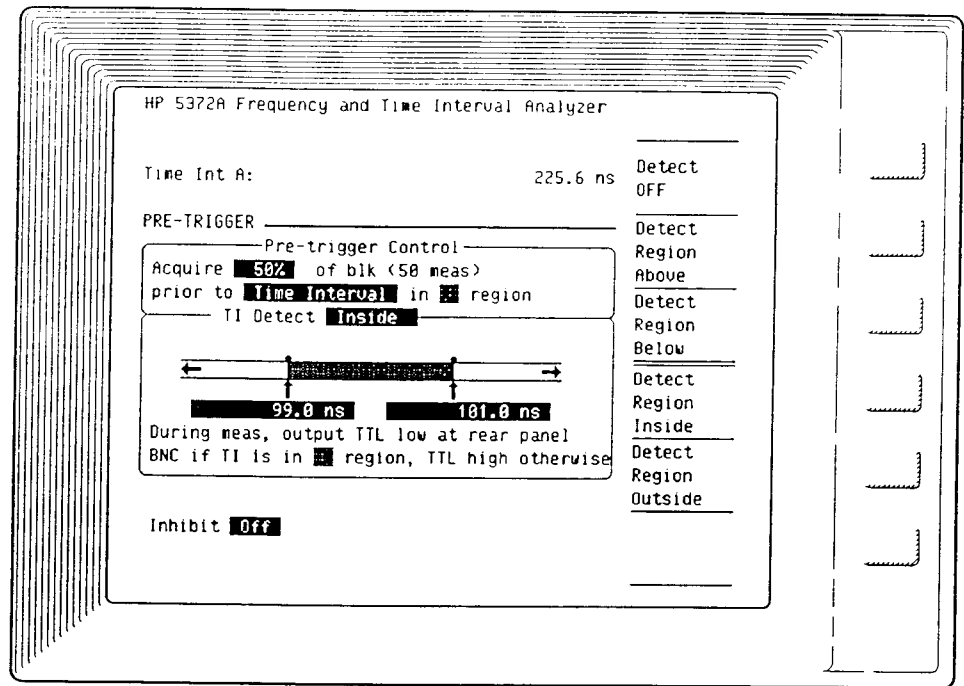 HP 5372A Frequency and Time Interval Analyzer
Time Int A: 225.6 ns
PRE-TRIGGER
Pre-trigger Control
Acquire 50% of blk (50 meas)
prior to Time Interval in region
TI Detect Inside
99.0 ns 101.0 ns
During meas, output TTL low at rear panel
BNC if TI is in region, TTL high otherwise
Inhibit Off
Detect
OFF
Detect
Region
Above
Detect
Region
Below
Detect
Region
Inside
Detect
Region
Outside